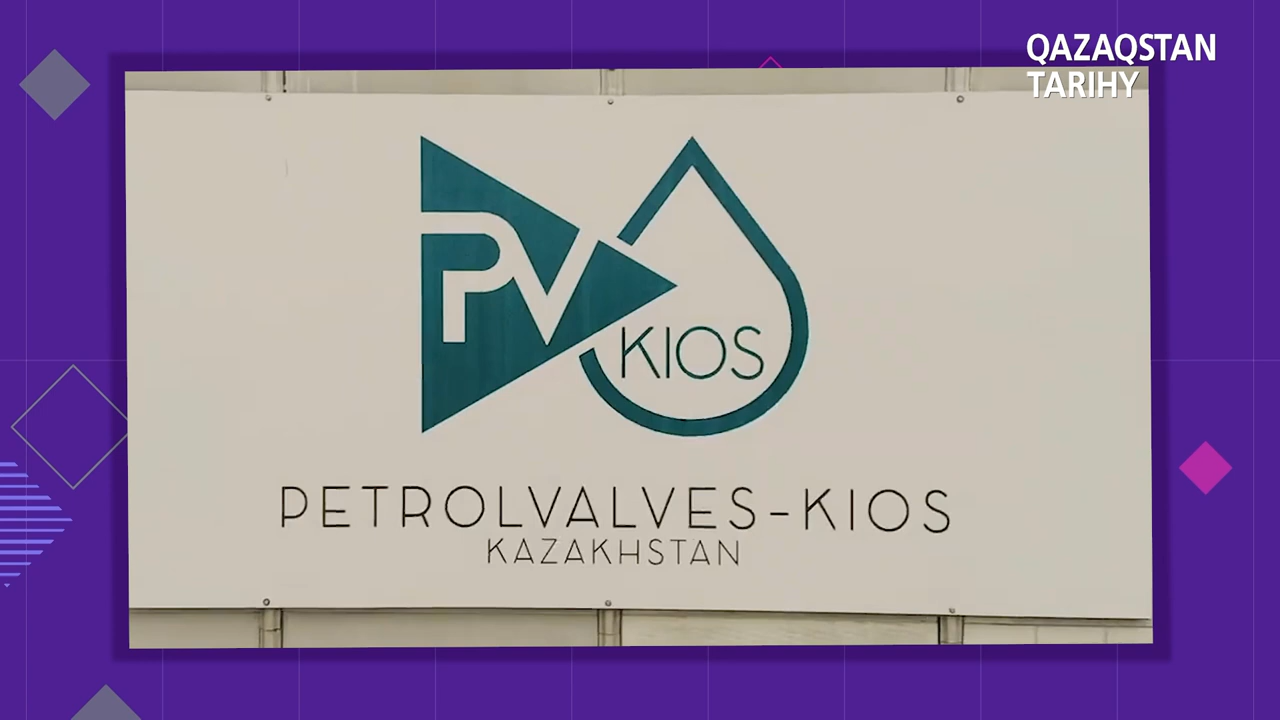 QAZAQSTAN
TARIHY
PV
KIOS
PETROLVALVES-KIOS
KAZAKHSTAN